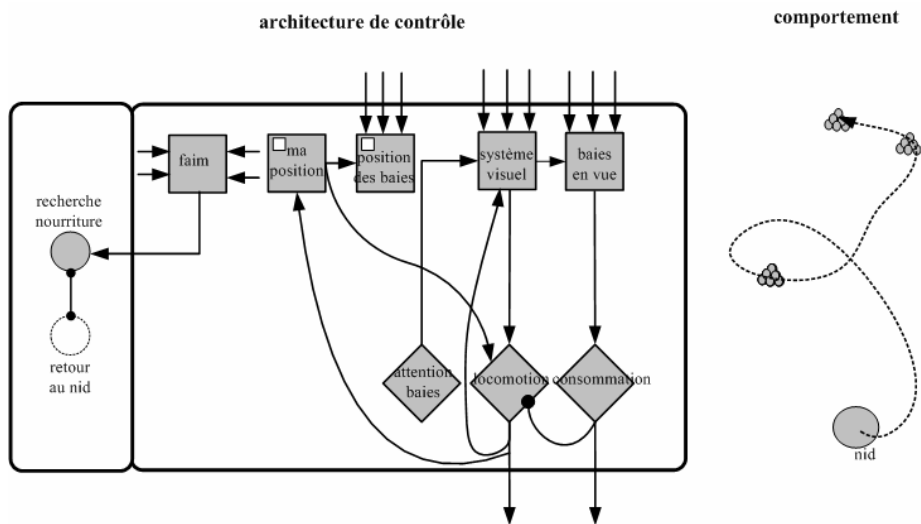 architecture de contrôle
comportement
faim
ma
position
position
des baies
système
visuel
baies
en vue
recherche
nourriture
retour
au nid
attention
baies
locomotion
consommation
nid